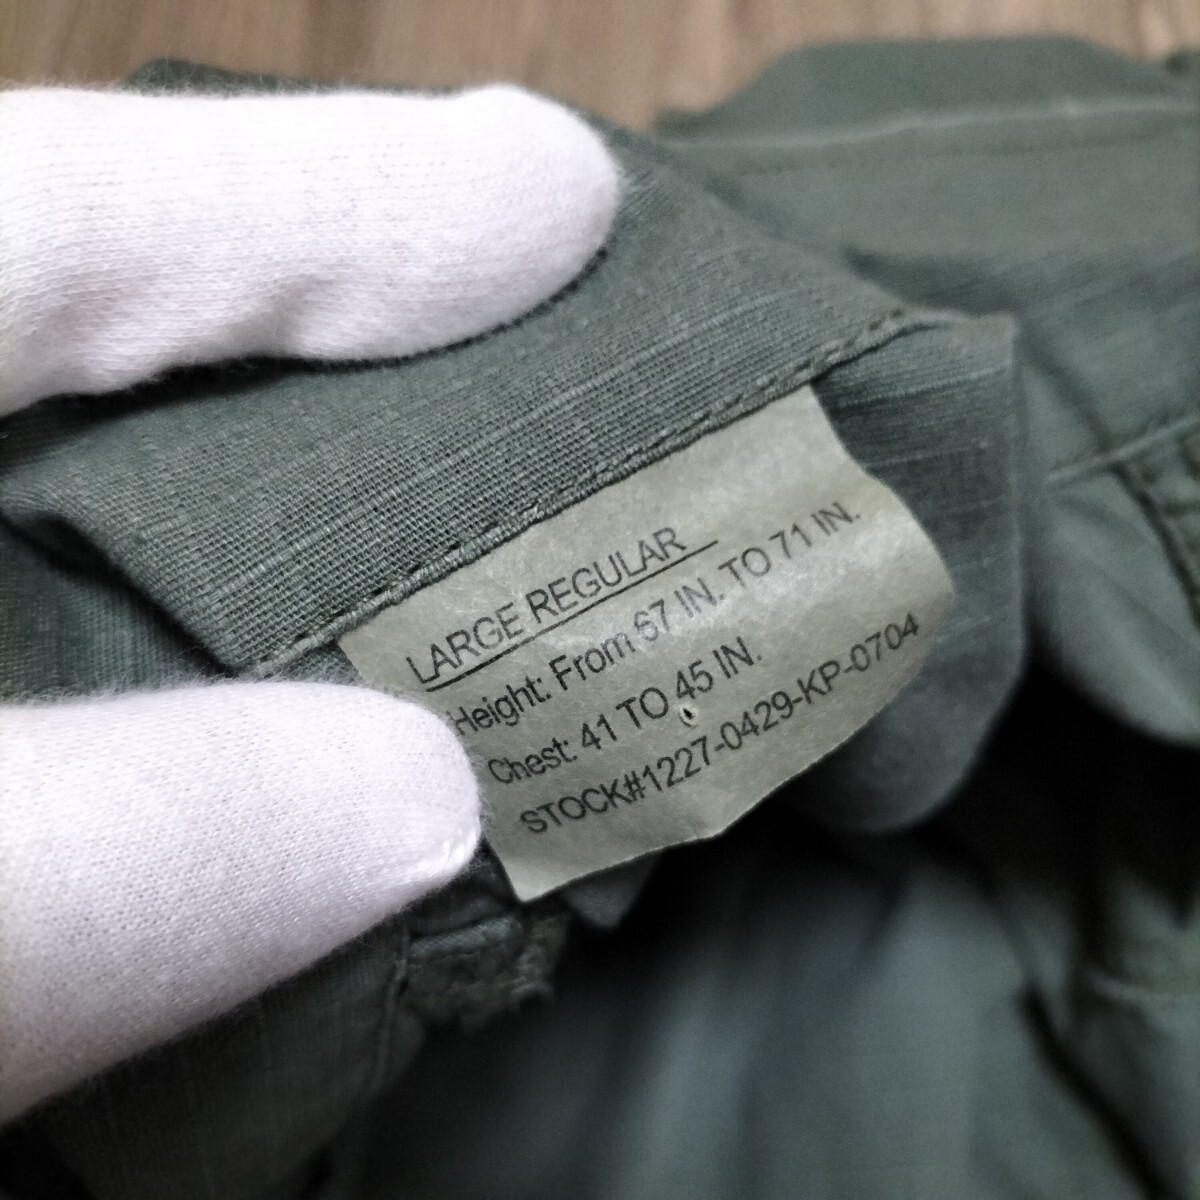 LARGE REGULAR
Height: From 67 IN. TO 71 IN.
Chest: 41 TO 45 IN.
STOCK#1227-0429-KP-0704